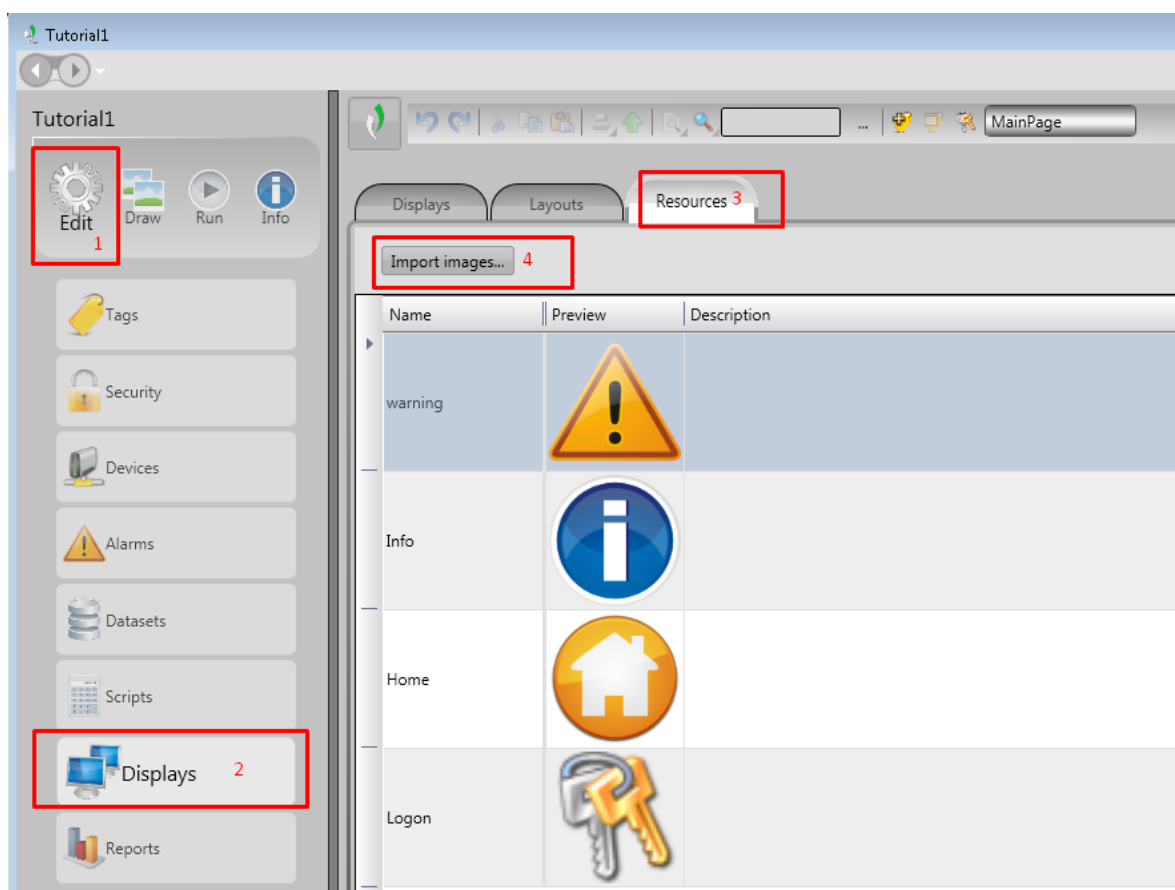 Tutorial1
Tutorial1
MainPage
Edit
Draw
Run
Info
1
Displays
Layouts
Resources 3
Import images... 4
Name
Preview
Description
Tags
Security
Devices
Alarms
Datasets
Scripts
Displays 2
Reports
warning
Info
Home
Logon